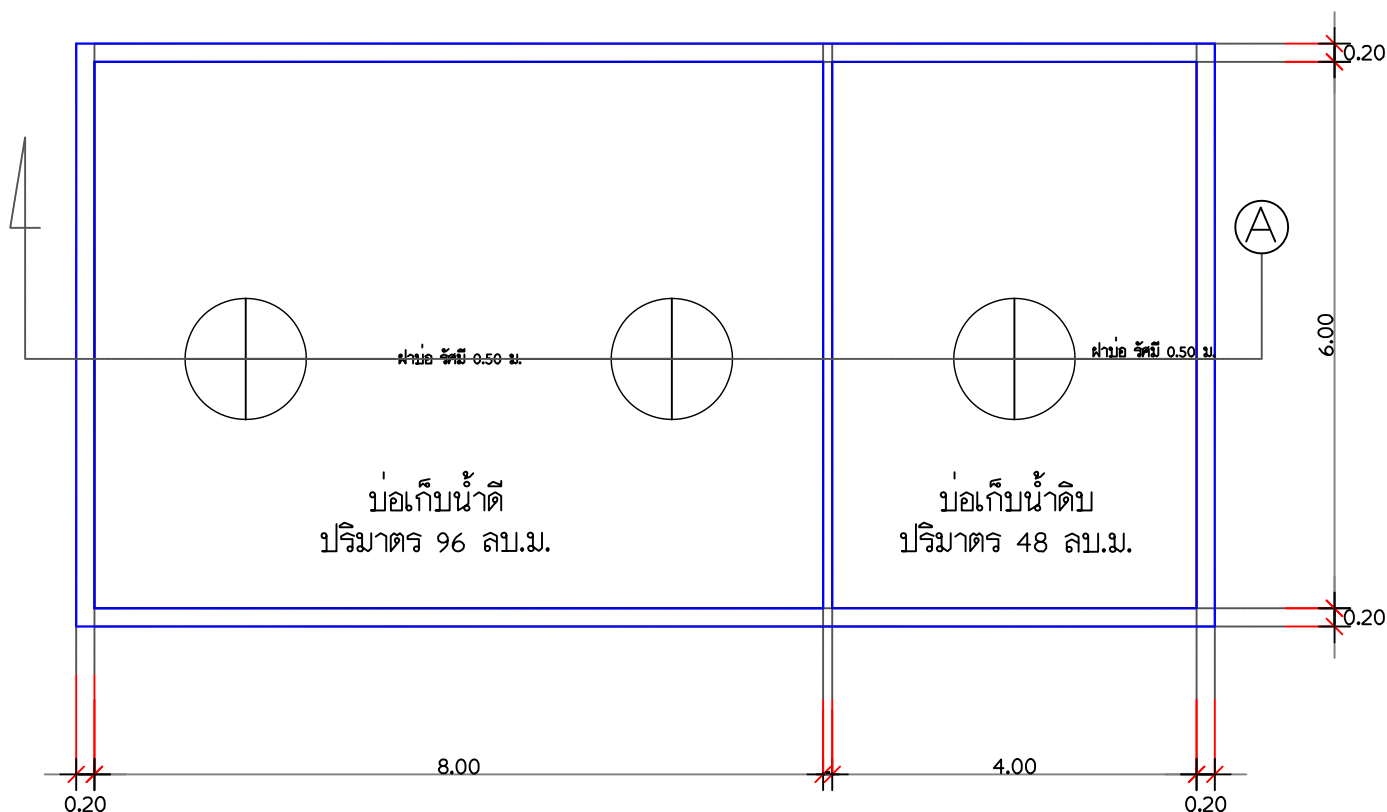 0.20
A
6.00
ฝาบ่อ รัศมี 0.50 ม.
ฝาบ่อ รัศมี 0.50 ม.
บ่อเก็บน้ำดี
ปริมาตร 96 ลบ.ม.
บ่อเก็บน้ำดิบ
ปริมาตร 48 ลบ.ม.
0.20
8.00
4.00
0.20
0.20